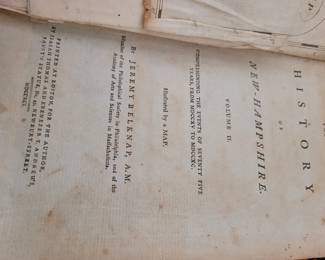 HISTORY
OF
NEW-HAMPSHIRE.
VOLUME II.
COMPREHENDING THE EVENTS OF SEVENTY FIVE
YEARS, FROM MDCCXV TO MDCCXC.
Illustrated by a MAP.
By JEREMY BELKNAP, A.M.
Member of the Philosophical Society in Philadelphia, and of the
Academy of Arts and Sciences in Massachusetts.
PRINTED AT BOSTON, FOR THE AUTHOR,
BY ISAIAH THOMAS AND EBENEZER T. ANDREWS,
FAUST'S STATUE, No. 45, NEWBURY-STREET.
MDCCXCI.